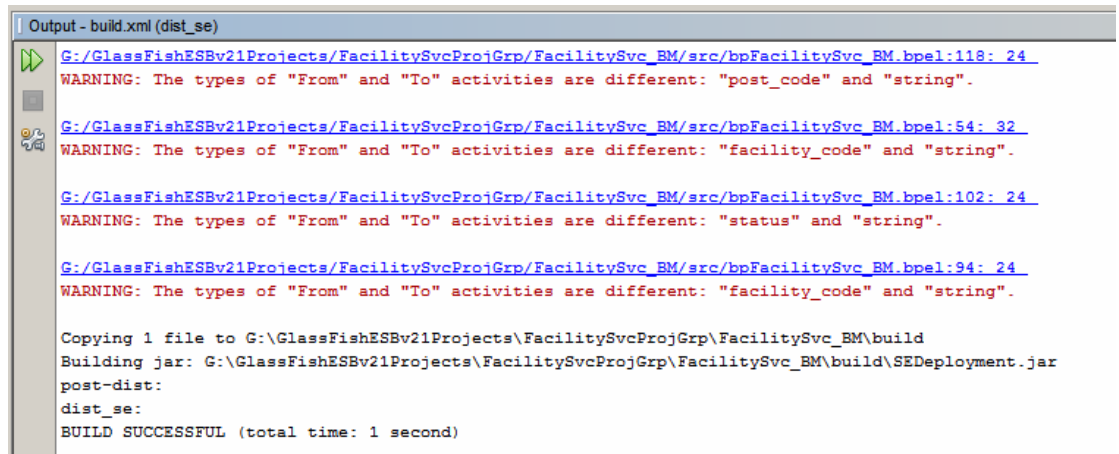 Output - build.xml (dist_se)
G:/GlassFishESBv21Projects/FacilitySvcProjGrp/FacilitySvc_BM/src/bpFacilitySvc_BM.bpel:118: 24
WARNING: The types of "From" and "To" activities are different: "post_code" and "string".
G:/GlassFishESBv21Projects/FacilitySvcProjGrp/FacilitySvc_BM/src/bpFacilitySvc_BM.bpel:54: 32
WARNING: The types of "From" and "To" activities are different: "facility_code" and "string".
G:/GlassFishESBv21Projects/FacilitySvcProjGrp/FacilitySvc_BM/src/bpFacilitySvc_BM.bpel:102: 24
WARNING: The types of "From" and "To" activities are different: "status" and "string".
G:/GlassFishESBv21Projects/FacilitySvcProjGrp/FacilitySvc_BM/src/bpFacilitySvc_BM.bpel:94: 24
WARNING: The types of "From" and "To" activities are different: "facility_code" and "string".
Copying 1 file to G:\GlassFishESBv21Projects\FacilitySvcProjGrp\FacilitySvc_BM\build
Building jar: G:\GlassFishESBv21Projects\FacilitySvcProjGrp\FacilitySvc_BM\build\SEDeployment.jar
post-dist:
dist_se:
BUILD SUCCESSFUL (total time: 1 second)